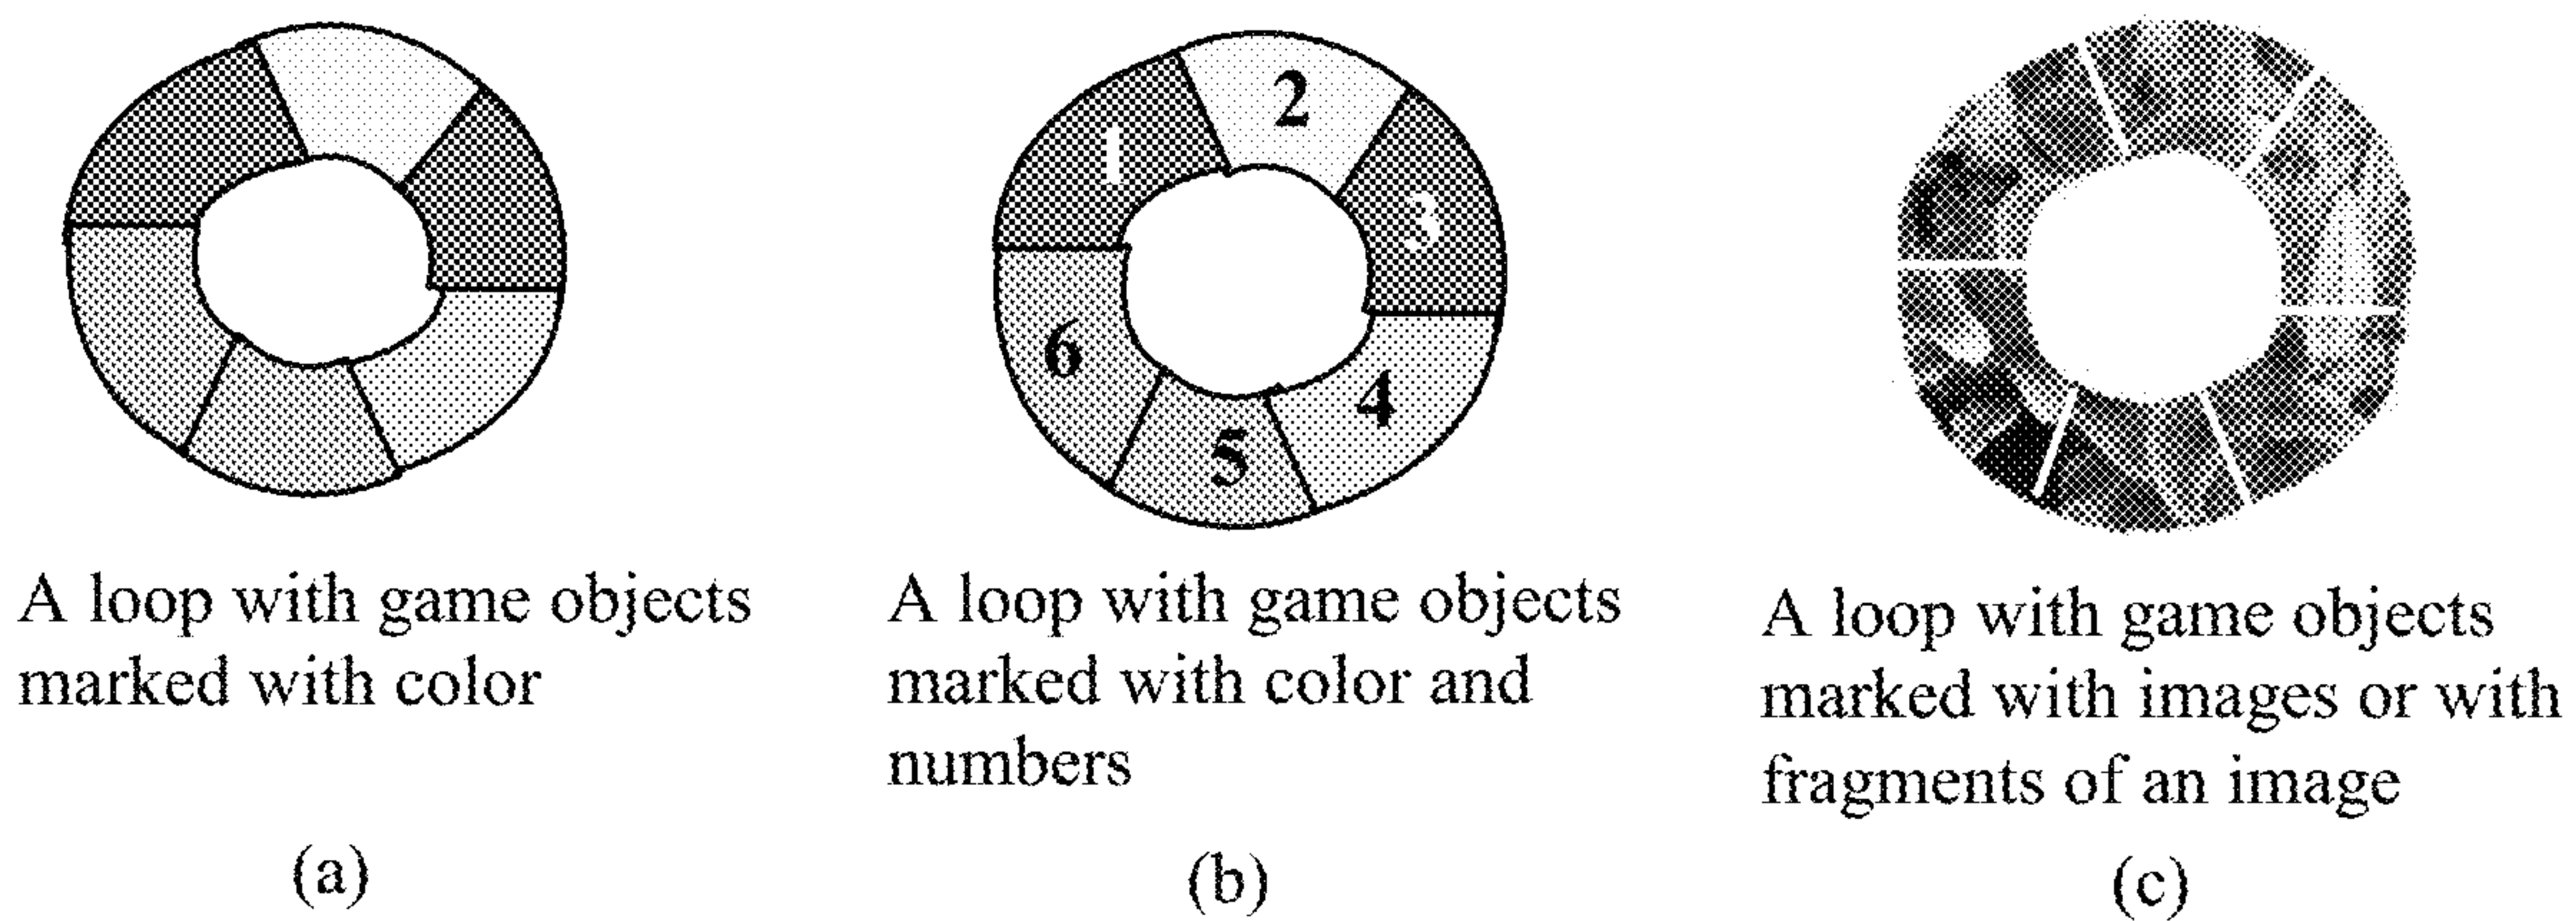 1
2
3
4
5
6
A loop with game objects
marked with color
(a)
A loop with game objects
marked with color and
numbers
(b)
A loop with game objects
marked with images or with
fragments of an image
(c)